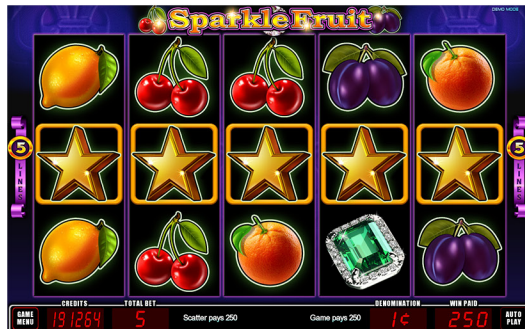 Sparkle Fruit
DEMO MODE
5 LINES
5 LINES
CREDITS
TOTAL BET
DENOMINATION
WIN PAID
GAME MENU
191264
5
Scatter pays 250
Game pays 250
1¢
250
AUTO PLAY